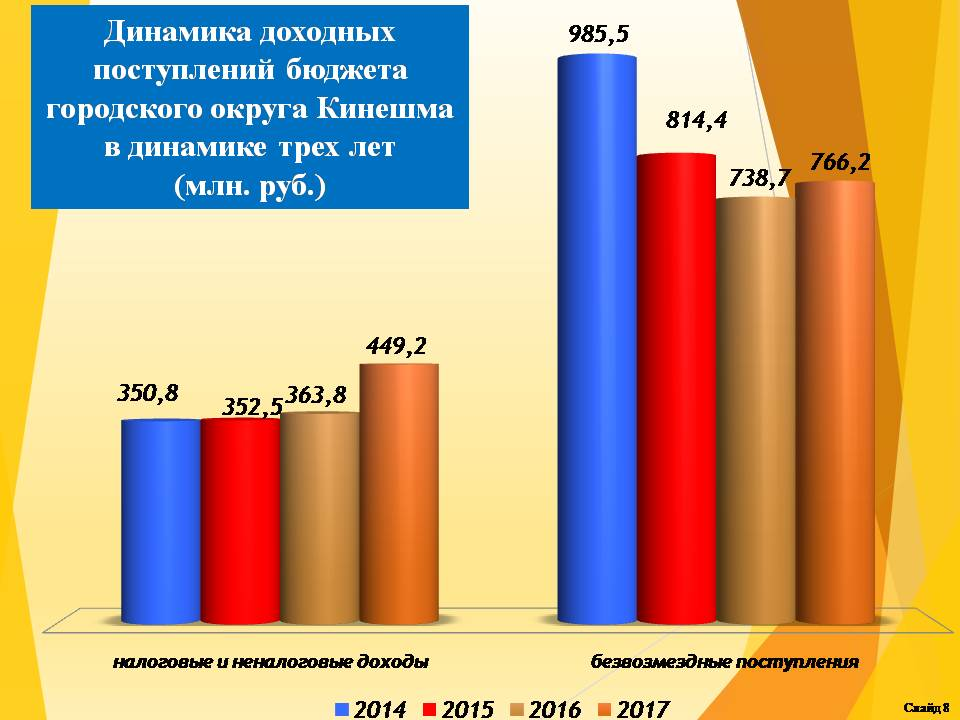 Динамика доходных
поступлений бюджета
городского округа Кинешма
в динамике трех лет
(млн. руб.)
985,5
814,4
738,7
766,2
449,2
350,8
352,5
363,8
налоговые и неналоговые доходы
безвозмездные поступления
2014
2015
2016
2017
Слайд 8